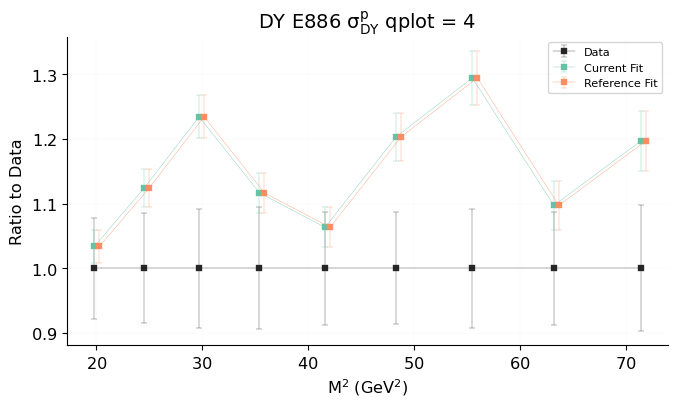 DY E886 σ^p_DY qplot = 4
Ratio to Data
1.3
1.2
1.1
1.0
0.9
20 30 40 50 60 70
M² (GeV²)
Data
Current Fit
Reference Fit